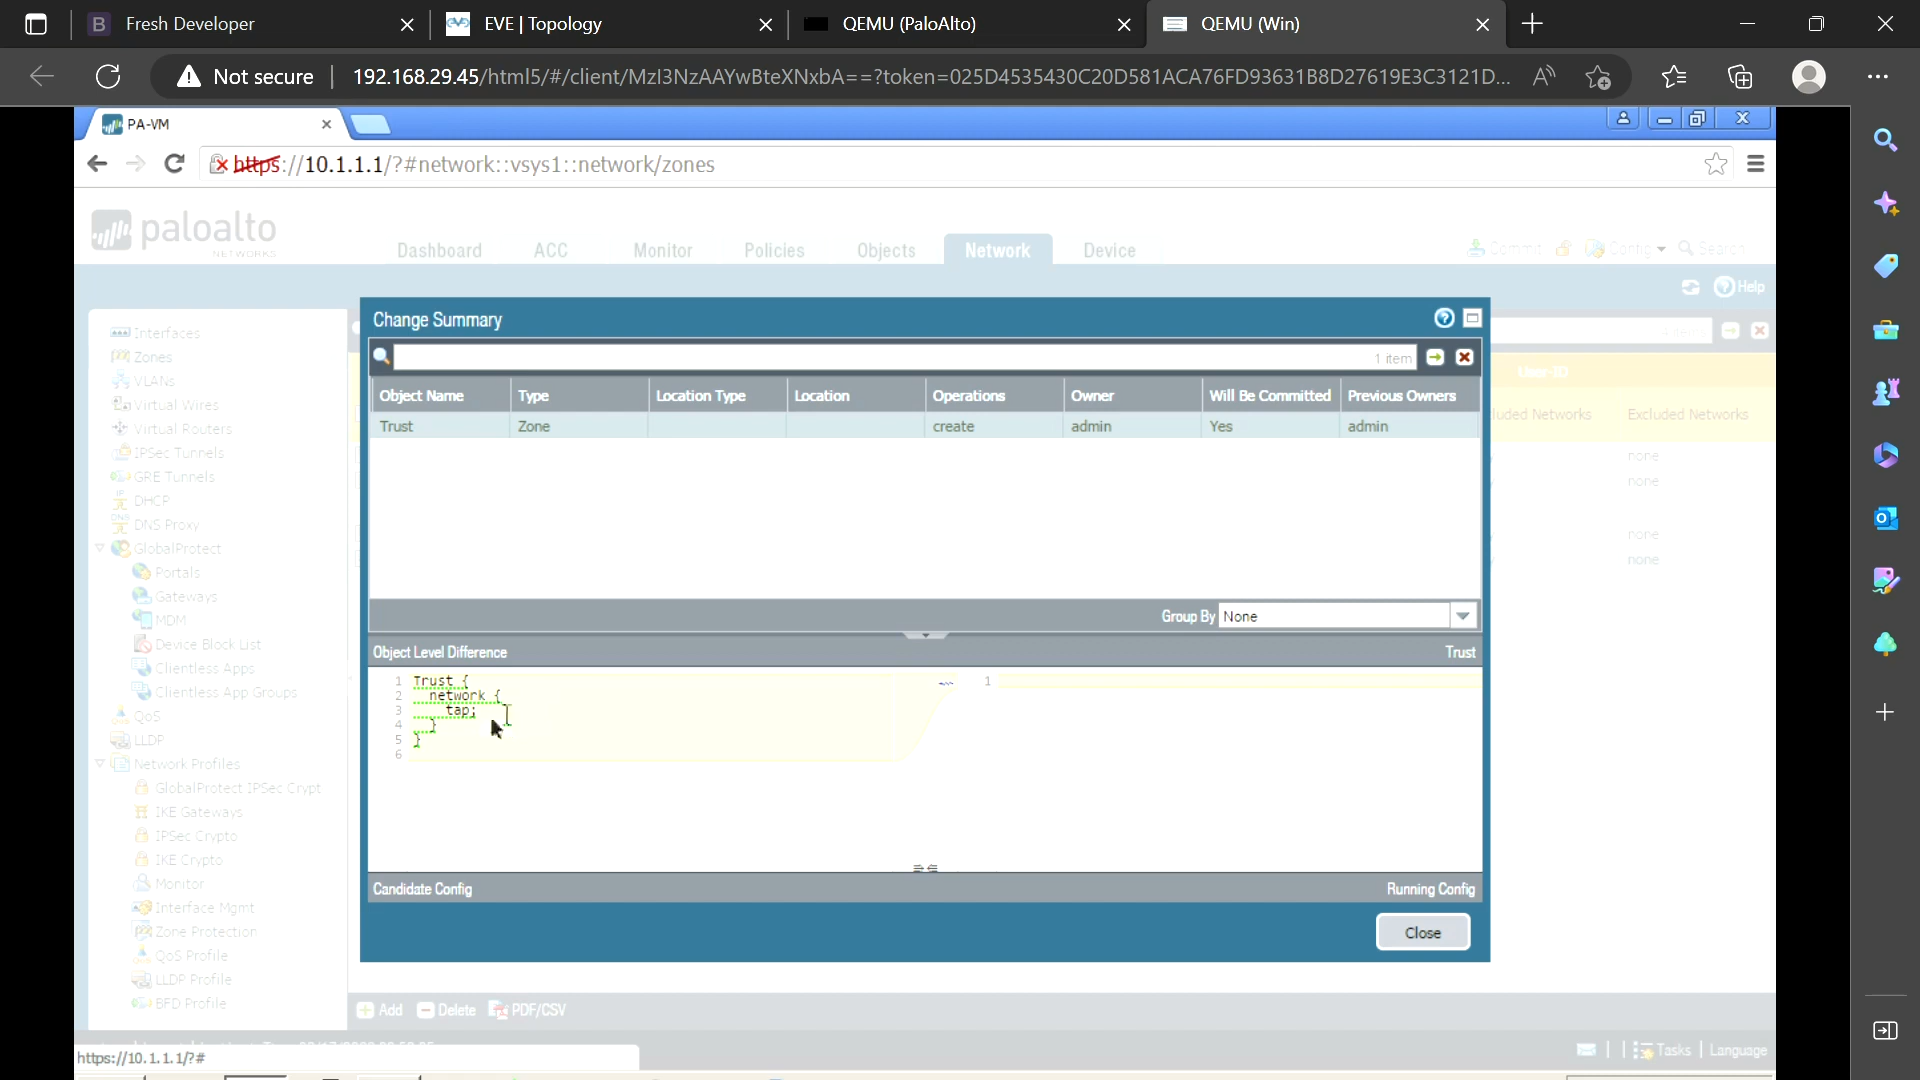 Fresh Developer
EVE | Topology
QEMU (PaloAlto)
QEMU (Win)
Not secure
192.168.29.45/html5/#/client/MzI3NzAAYwBteXNxbA==?token=025D4535430C20D581ACA76FD93631B8D27619E3C3121D...
PA-VM
https://10.1.1.1/?#network::vsys1::network/zones
paloalto
NETWORKS
Dashboard ACC Monitor Policies Objects Network Device
Commit Config Search
Help
Interfaces
Zones
VLANs
Virtual Wires
Virtual Routers
IPSec Tunnels
GRE Tunnels
DHCP
DNS Proxy
GlobalProtect
Portals
Gateways
MDM
Device Block List
Clientless Apps
Clientless App Groups
QoS
LLDP
Network Profiles
GlobalProtect IPSec Crypt
IKE Gateways
IPSec Crypto
IKE Crypto
Monitor
Interface Mgmt
Zone Protection
QoS Profile
LLDP Profile
BFD Profile
Change Summary
1 item
Object Name Type Location Type Location Operations Owner Will Be Committed Previous Owners
Trust Zone create admin Yes admin
Group By None
Object Level Difference Trust
1 Trust {
2 network {
3 tap;
4 }
5 }
6
1
Candidate Config Running Config
Close
User-ID
luded Networks Excluded Networks
none
none
none
none
Add Delete PDF/CSV
https://10.1.1.1/?#
Tasks | Language